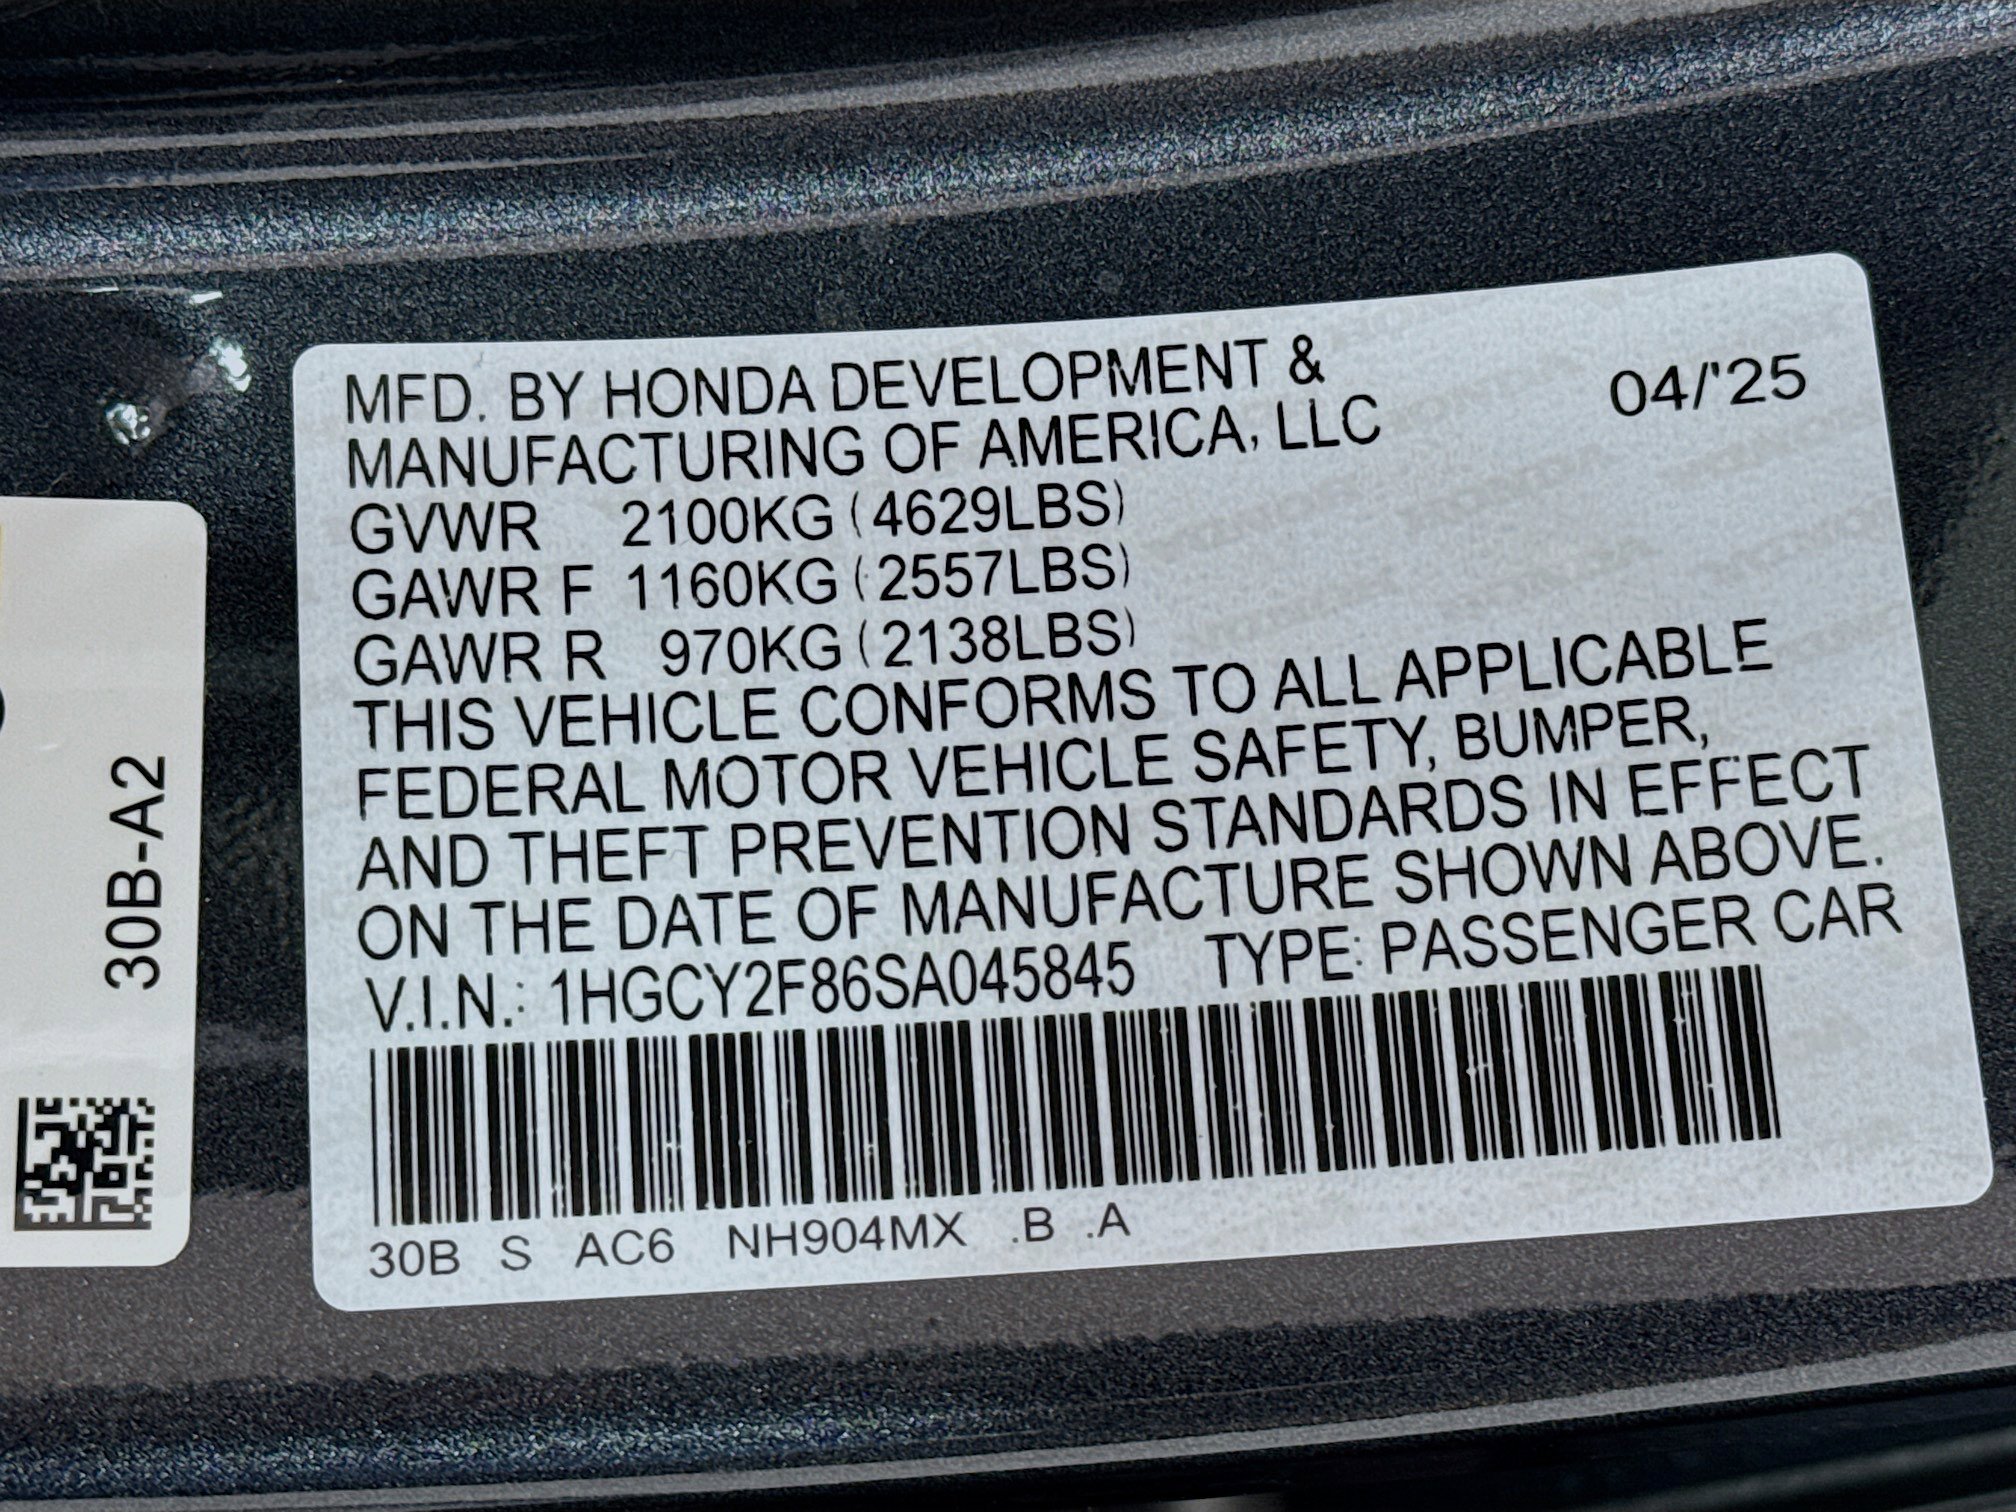 MFD. BY HONDA DEVELOPMENT &
MANUFACTURING OF AMERICA, LLC
04/'25
GVWR 2100KG (4629LBS)
GAWR F 1160KG (2557LBS)
GAWR R 970KG (2138LBS)
THIS VEHICLE CONFORMS TO ALL APPLICABLE
FEDERAL MOTOR VEHICLE SAFETY, BUMPER,
AND THEFT PREVENTION STANDARDS IN EFFECT
ON THE DATE OF MANUFACTURE SHOWN ABOVE.
V.I.N.: 1HGCY2F86SA045845 TYPE: PASSENGER CAR
30B S AC6 NH904MX .B .A
30B-A2